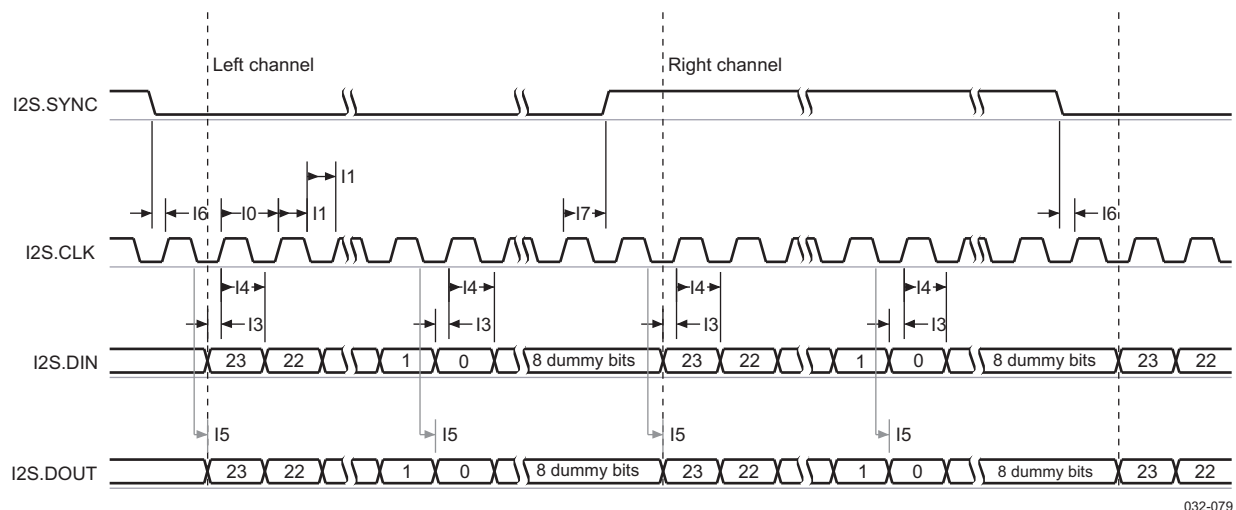 Left channel
Right channel
I2S.SYNC
I1
I6 I0 I1 I7 I6
I2S.CLK
I4 I4 I4 I4
I3 I3 I3 I3
I2S.DIN 23 22 1 0 8 dummy bits 23 22 1 0 8 dummy bits 23 22
I5 I5 I5 I5
I2S.DOUT 23 22 1 0 8 dummy bits 23 22 1 0 8 dummy bits 23 22
032-079